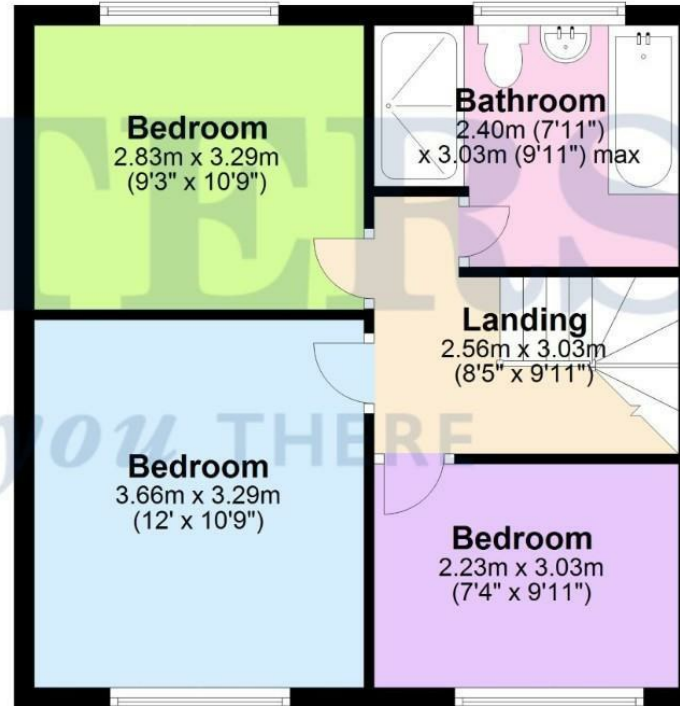 Bedroom
2.83m x 3.29m
(9'3" x 10'9")
Bathroom
2.40m (7'11")
x 3.03m (9'11") max
TERS
Landing
2.56m x 3.03m
(8'5" x 9'11")
you THERE
Bedroom
3.66m x 3.29m
(12' x 10'9")
Bedroom
2.23m x 3.03m
(7'4" x 9'11")